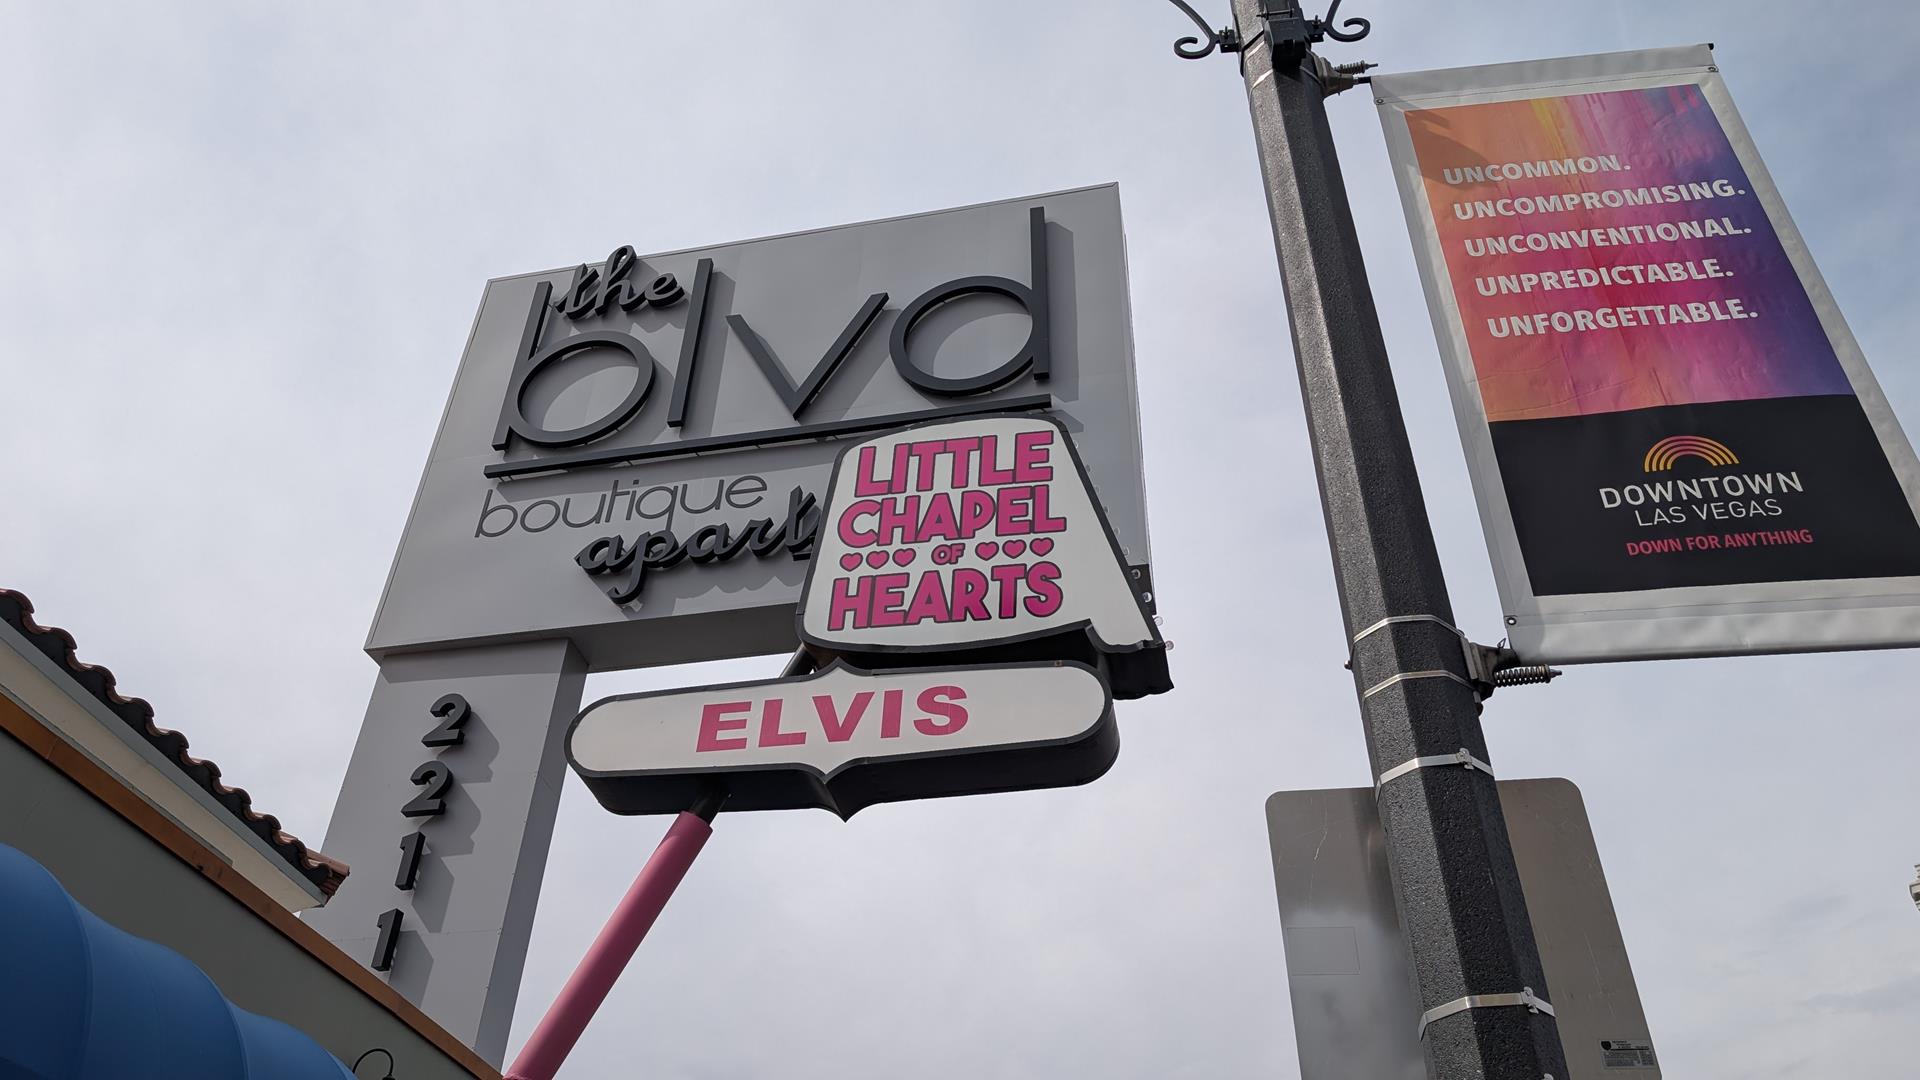 the
blvd
boutique
apart
2
2
1
1
LITTLE
CHAPEL
OF
HEARTS
ELVIS
UNCOMMON.
UNCOMPROMISING.
UNCONVENTIONAL.
UNPREDICTABLE.
UNFORGETTABLE.
DOWNTOWN
LAS VEGAS
DOWN FOR ANYTHING